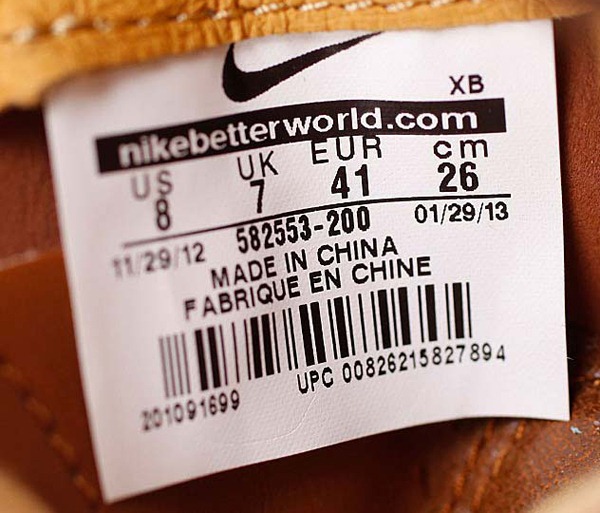 XB
nikebetterworld.com
US UK EUR cm
8 7 41 26
11/29/12 582553-200 01/29/13
MADE IN CHINA
FABRIQUE EN CHINE
201091699 UPC 00826215827894